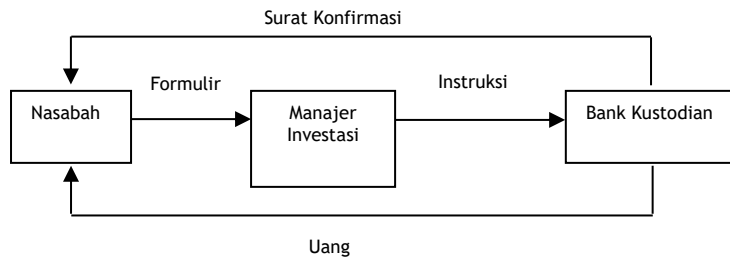 Surat Konfirmasi
Formulir
Instruksi
Nasabah
Manajer
Investasi
Bank Kustodian
Uang